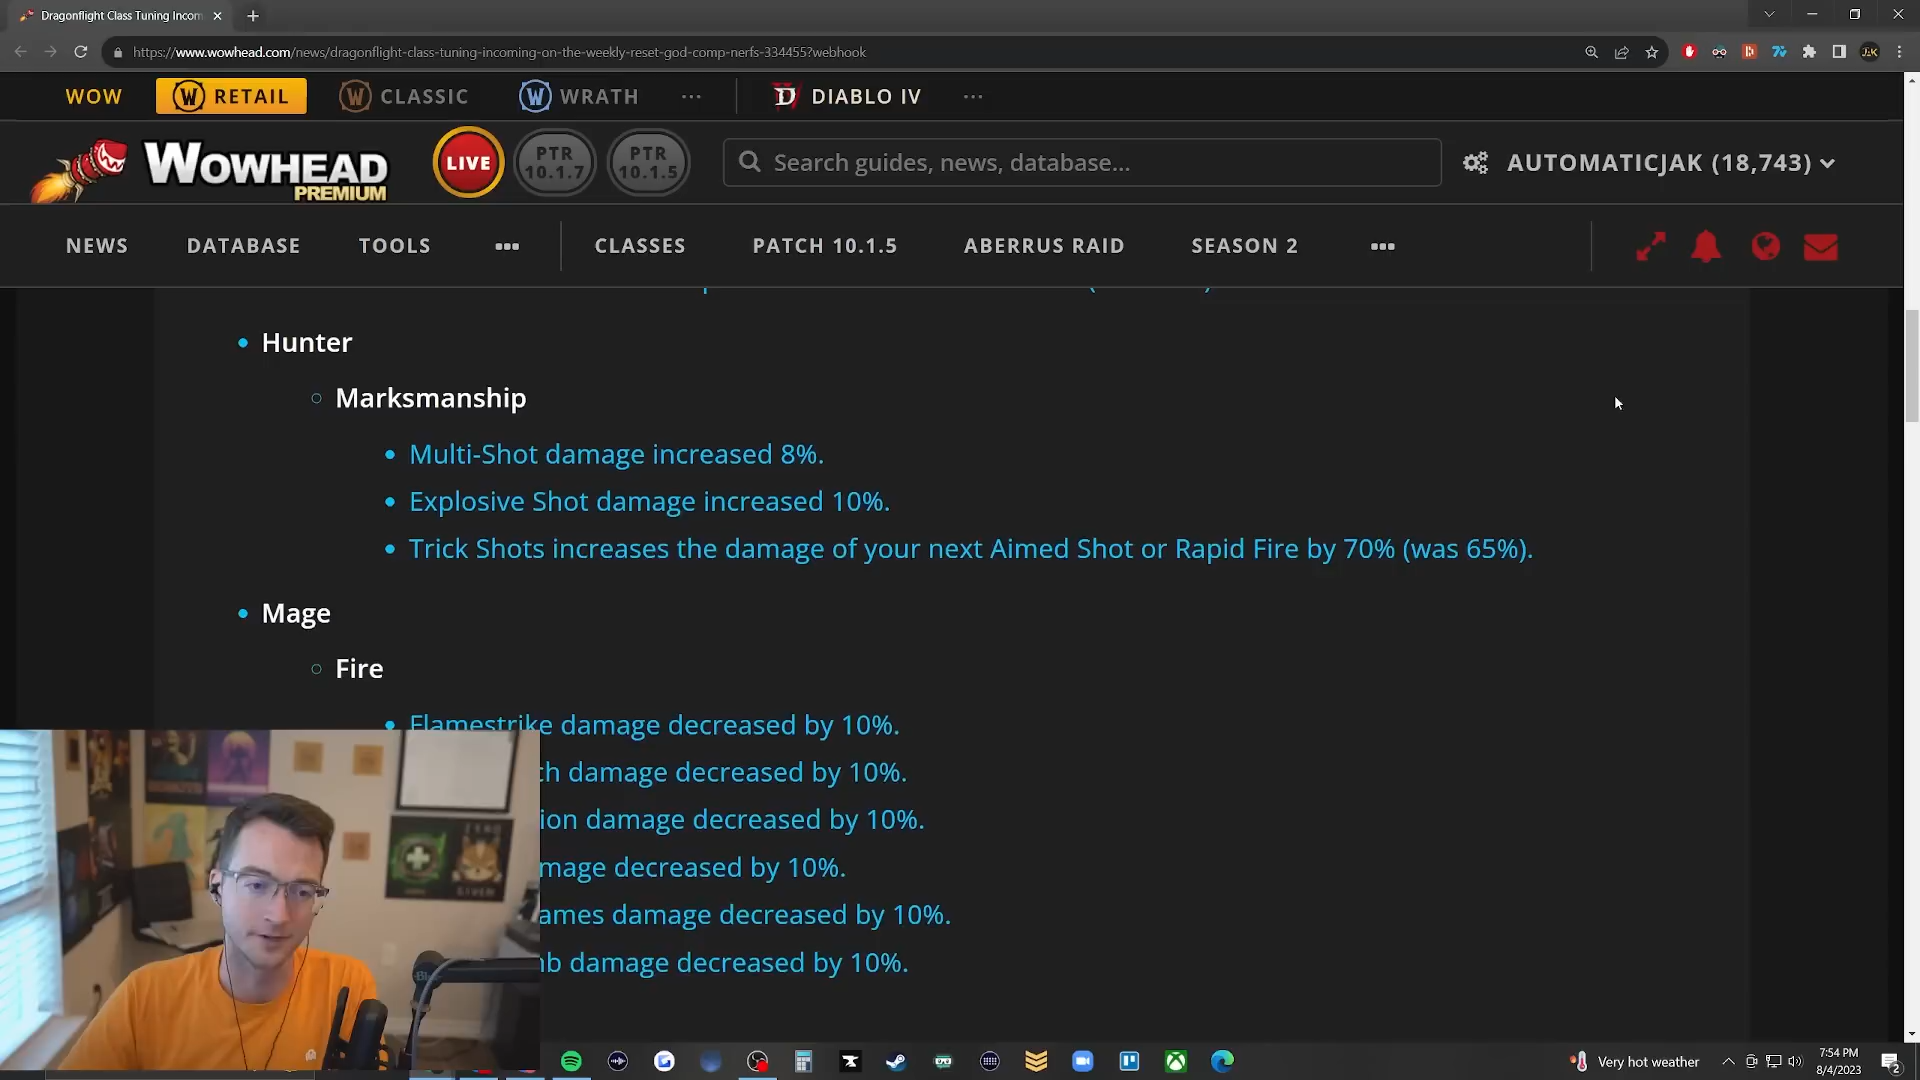 Dragonflight Class Tuning Incom
https://www.wowhead.com/news/dragonflight-class-tuning-incoming-on-the-weekly-reset-god-comp-nerfs-334455?webhook
WOW RETAIL CLASSIC WRATH ... DIABLO IV ...
WOWHEAD PREMIUM
LIVE
PTR 10.1.7
PTR 10.1.5
Search guides, news, database...
AUTOMATICJAK (18,743)
NEWS DATABASE TOOLS ... CLASSES PATCH 10.1.5 ABERRUS RAID SEASON 2 ...
Hunter
Marksmanship
Multi-Shot damage increased 8%.
Explosive Shot damage increased 10%.
Trick Shots increases the damage of your next Aimed Shot or Rapid Fire by 70% (was 65%).
Mage
Fire
Flamestrike damage decreased by 10%.
damage decreased by 10%.
damage decreased by 10%.
decreased by 10%.
damage decreased by 10%.
damage decreased by 10%.
Very hot weather
7:54 PM
8/4/2023